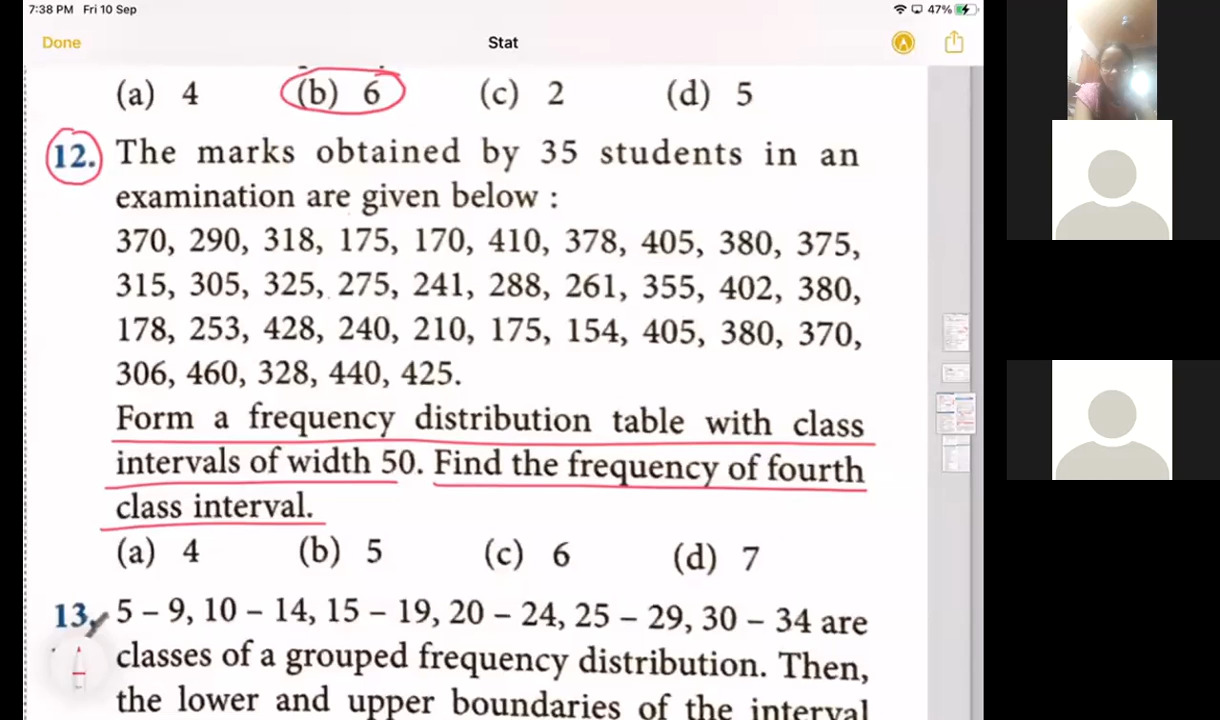 7:38 PM Fri 10 Sep
47%
Done
Stat
(a) 4 (b) 6 (c) 2 (d) 5
12. The marks obtained by 35 students in an
examination are given below :
370, 290, 318, 175, 170, 410, 378, 405, 380, 375,
315, 305, 325, 275, 241, 288, 261, 355, 402, 380,
178, 253, 428, 240, 210, 175, 154, 405, 380, 370,
306, 460, 328, 440, 425.
Form a frequency distribution table with class
intervals of width 50. Find the frequency of fourth
class interval.
(a) 4 (b) 5 (c) 6 (d) 7
13. 5 – 9, 10 – 14, 15 – 19, 20 – 24, 25 – 29, 30 – 34 are
classes of a grouped frequency distribution. Then,
the lower and upper boundaries of the interval